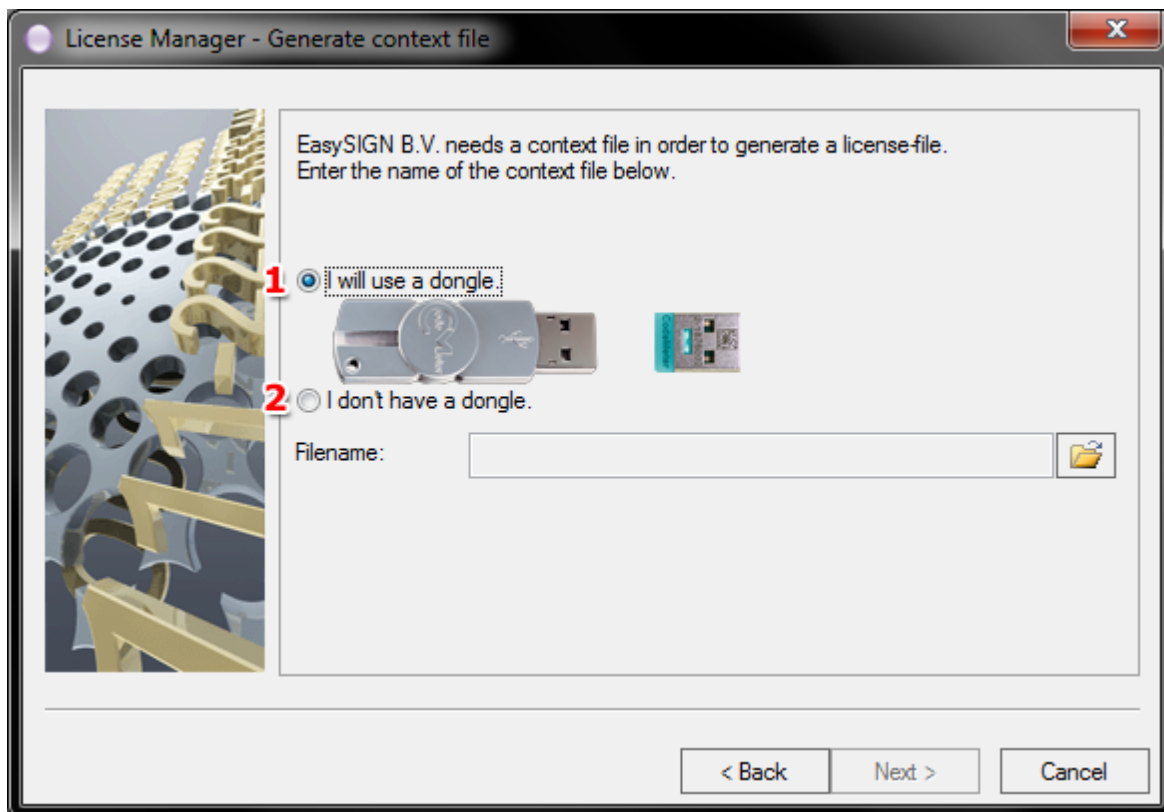 License Manager - Generate context file
EasySIGN B.V. needs a context file in order to generate a license-file.
Enter the name of the context file below.
1 I will use a dongle.
CodeMeter
2 I don't have a dongle.
Filename:
< Back Next > Cancel